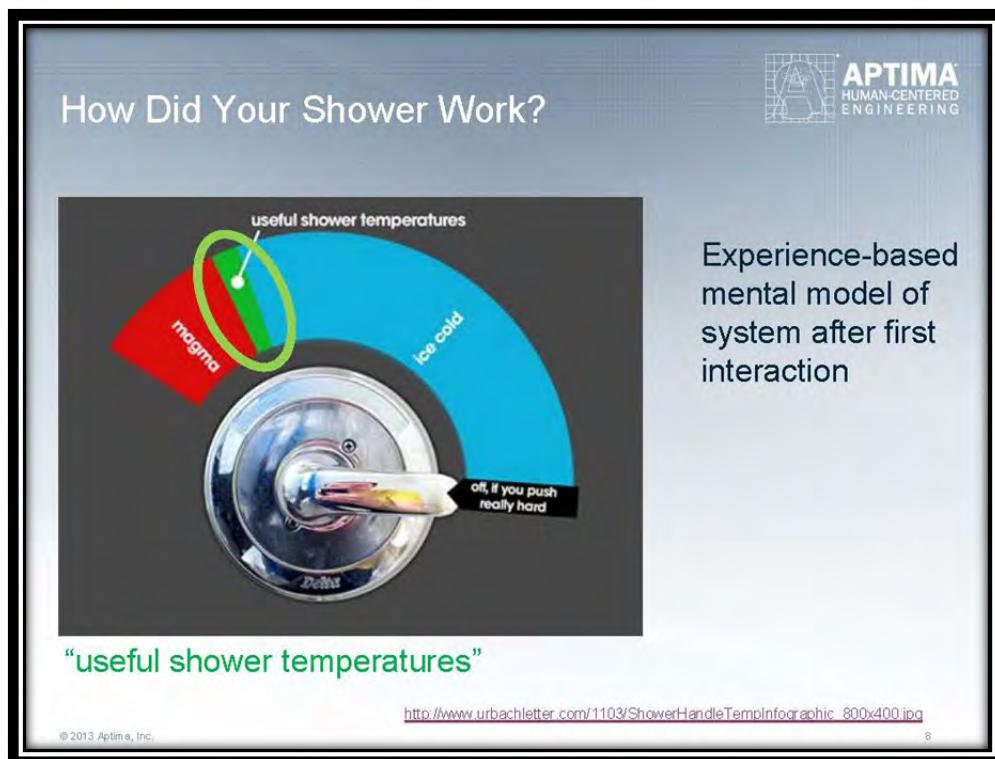 How Did Your Shower Work?
APTIMA
HUMAN-CENTERED
ENGINEERING
useful shower temperatures
magma
ice cold
off, if you push
really hard
Delta
Experience-based
mental model of
system after first
interaction
“useful shower temperatures”
http://www.urbachletter.com/1103/ShowerHandleTempInfographic_800x400.jpg
© 2013 Aptima, Inc.
8